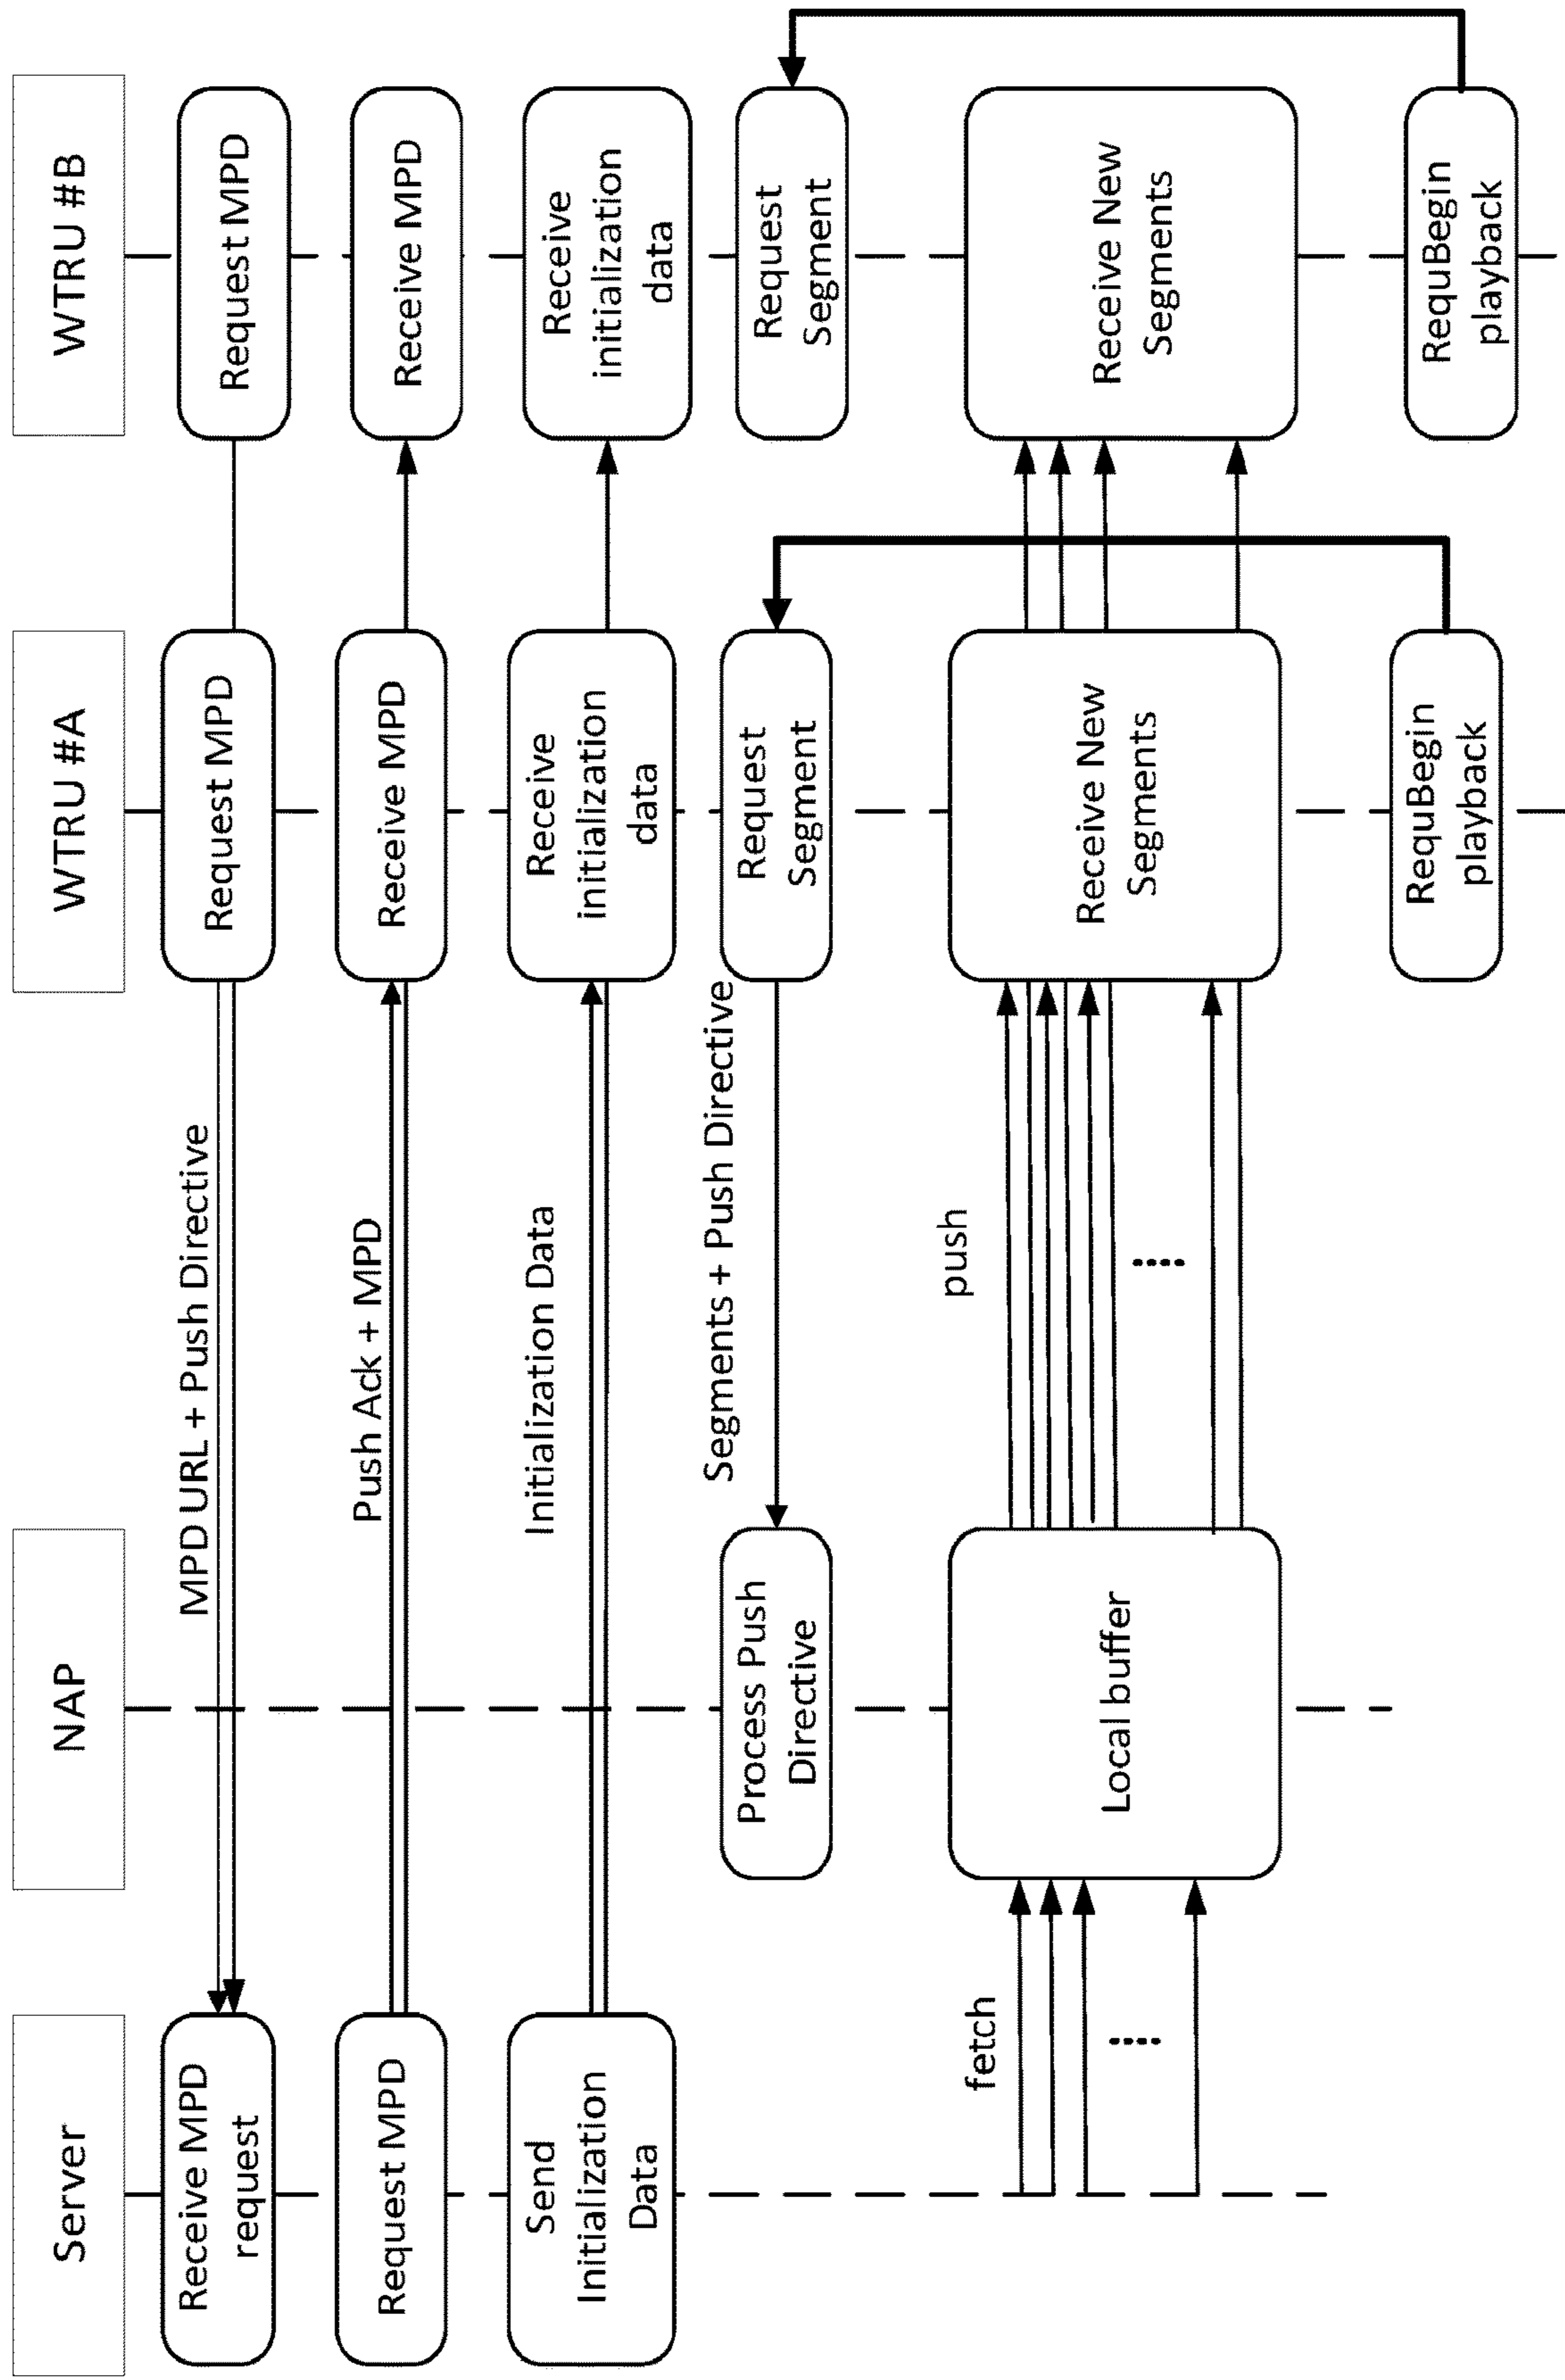 Server
NAP
WTRU #A
WTRU #B
Receive MPD
request
MPD URL + Push Directive
Request MPD
Request MPD
Request MPD
Push Ack + MPD
Receive MPD
Receive MPD
Send
Initialization
Data
Initialization Data
Receive
initialization
data
Receive
initialization
data
Process Push
Directive
Segments + Push Directive
Request
Segment
Request
Segment
fetch
Local buffer
push
Receive New
Segments
Receive New
Segments
RequBegin
playback
RequBegin
playback